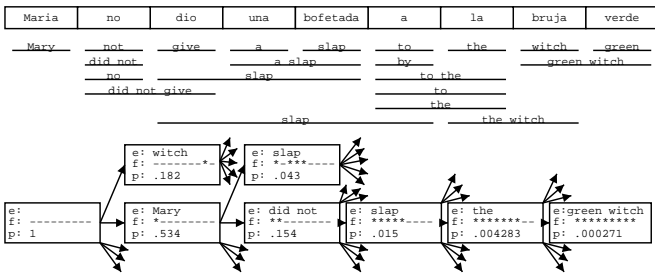 Maria no dio una bofetada a la bruja verde
Mary not give a slap to the witch green
did not a slap by green witch
no slap to the
did not give to
the
slap the witch
e: witch e: slap
f: -------*- f: *-***----
p: .182 p: .043
e: e: Mary e: did not e: slap e: the e:green witch
f: --------- f: *-------- f: **------- f: *****---- f: *******-- f: *********
p: 1 p: .534 p: .154 p: .015 p: .004283 p: .000271